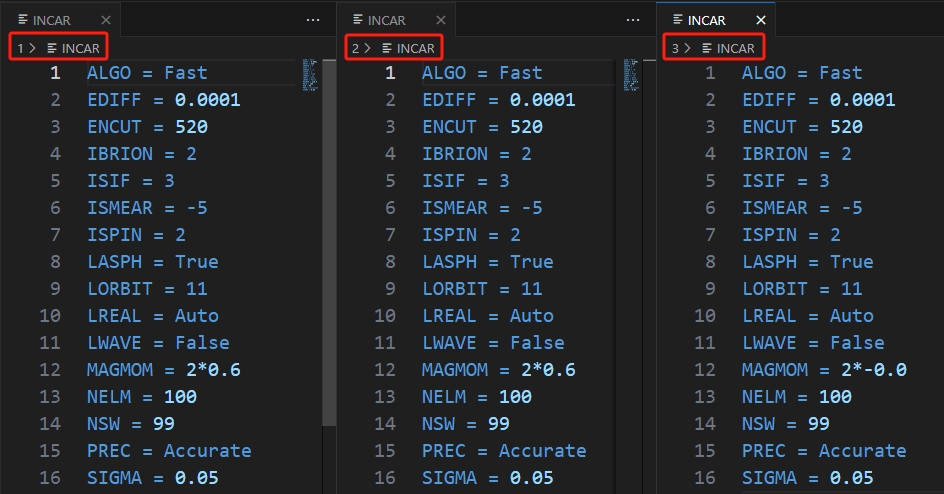 INCAR
1 > INCAR
1 ALGO = Fast
2 EDIFF = 0.0001
3 ENCUT = 520
4 IBRION = 2
5 ISIF = 3
6 ISMEAR = -5
7 ISPIN = 2
8 LASPH = True
9 LORBIT = 11
10 LREAL = Auto
11 LWAVE = False
12 MAGMOM = 2*0.6
13 NELM = 100
14 NSW = 99
15 PREC = Accurate
16 SIGMA = 0.05
INCAR
2 > INCAR
1 ALGO = Fast
2 EDIFF = 0.0001
3 ENCUT = 520
4 IBRION = 2
5 ISIF = 3
6 ISMEAR = -5
7 ISPIN = 2
8 LASPH = True
9 LORBIT = 11
10 LREAL = Auto
11 LWAVE = False
12 MAGMOM = 2*0.6
13 NELM = 100
14 NSW = 99
15 PREC = Accurate
16 SIGMA = 0.05
INCAR
3 > INCAR
1 ALGO = Fast
2 EDIFF = 0.0001
3 ENCUT = 520
4 IBRION = 2
5 ISIF = 3
6 ISMEAR = -5
7 ISPIN = 2
8 LASPH = True
9 LORBIT = 11
10 LREAL = Auto
11 LWAVE = False
12 MAGMOM = 2*-0.0
13 NELM = 100
14 NSW = 99
15 PREC = Accurate
16 SIGMA = 0.05